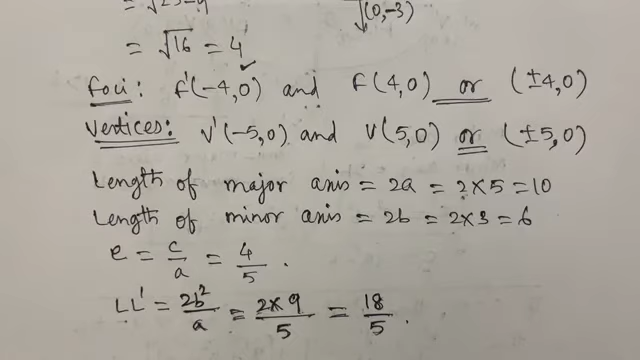 = √25-9
(0,-3)
= √16 = 4
foci: F'(-4,0) and F(4,0) or (±4,0)
Vertices: V'(-5,0) and V(5,0) or (±5,0)
Length of major axis = 2a = 2×5 = 10
Length of minor axis = 2b = 2×3 = 6
e = c/a = 4/5.
LL' = 2b²/a = 2×9/5 = 18/5.